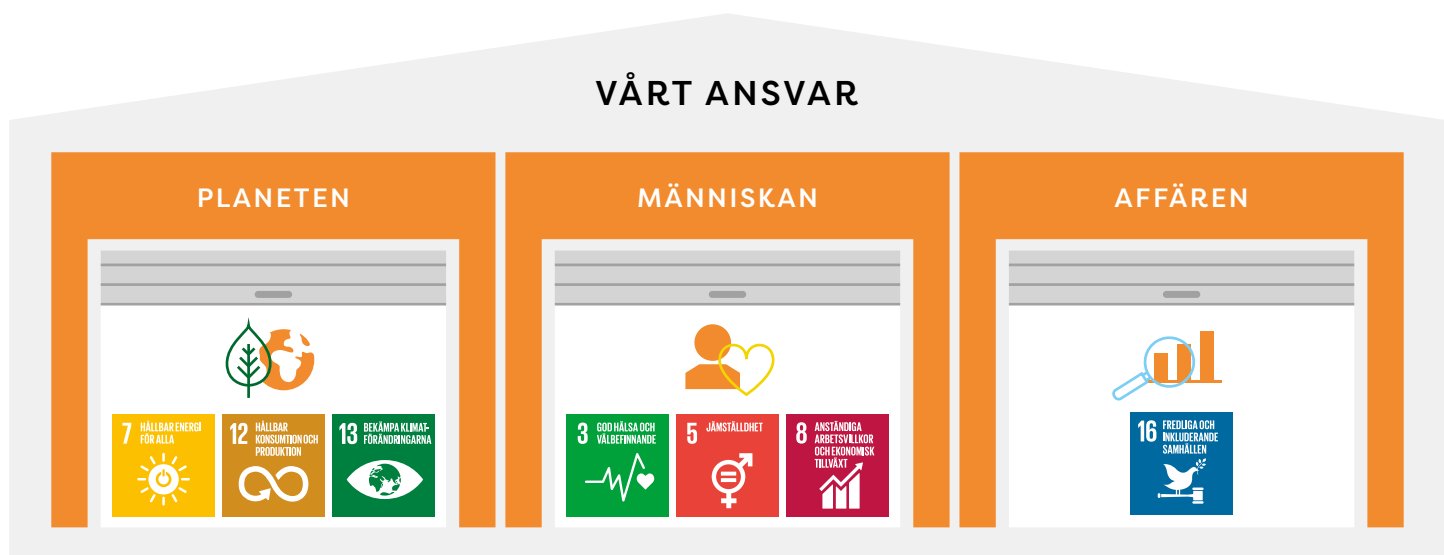 VÅRT ANSVAR
PLANETEN
MÄNNISKAN
AFFÄREN
7 HÅLLBAR ENERGI
FÖR ALLA
12 HÅLLBAR
KONSUMTION OCH
PRODUKTION
13 BEKÄMPA KLIMAT-
FÖRÄNDRINGARNA
3 GOD HÄLSA OCH
VÄLBEFINNANDE
5 JÄMSTÄLLDHET
8 ANSTÄNDIGA
ARBETSVILLKOR
OCH EKONOMISK
TILLVÄXT
16 FREDLIGA OCH
INKLUDERANDE
SAMHÄLLEN